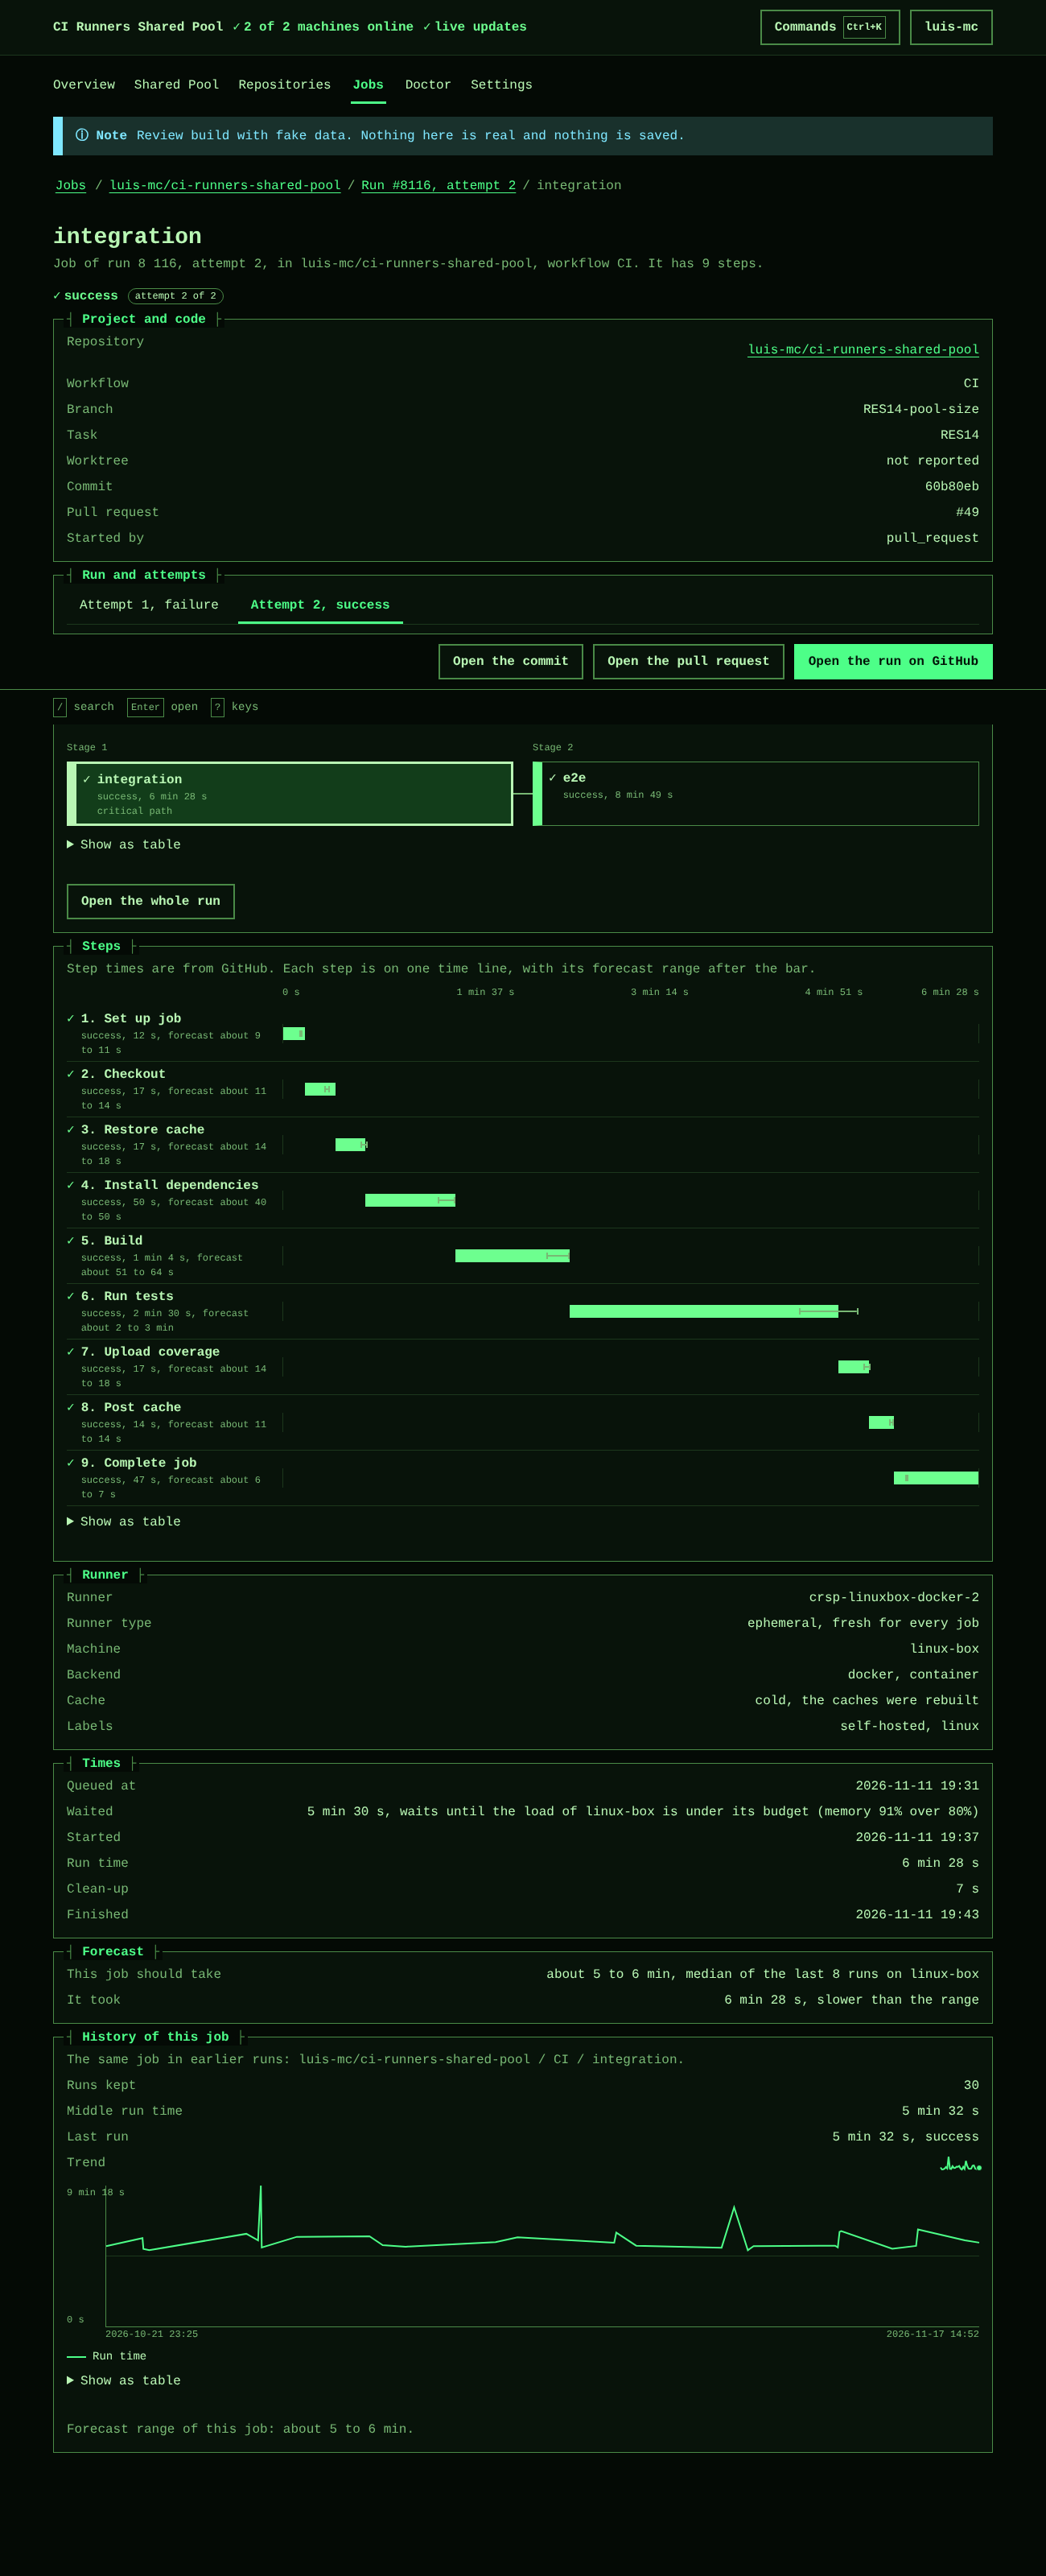 CI Runners Shared Pool ✓ 2 of 2 machines online ✓ live updates
Commands Ctrl+K
luis-mc
Overview Shared Pool Repositories Jobs Doctor Settings
ⓘ Note Review build with fake data. Nothing here is real and nothing is saved.
Jobs / luis-mc/ci-runners-shared-pool / Run #8116, attempt 2 / integration
integration
Job of run 8 116, attempt 2, in luis-mc/ci-runners-shared-pool, workflow CI. It has 9 steps.
✓ success attempt 2 of 2
Project and code
Repository luis-mc/ci-runners-shared-pool
Workflow CI
Branch RES14-pool-size
Task RES14
Worktree not reported
Commit 60b80eb
Pull request #49
Started by pull_request
Run and attempts
Attempt 1, failure Attempt 2, success
Open the commit Open the pull request Open the run on GitHub
/ search Enter open ? keys
Stage 1 Stage 2
✓ integration
success, 6 min 28 s
critical path
✓ e2e
success, 8 min 49 s
▶ Show as table
Open the whole run
Steps
Step times are from GitHub. Each step is on one time line, with its forecast range after the bar.
0 s 1 min 37 s 3 min 14 s 4 min 51 s 6 min 28 s
✓ 1. Set up job
success, 12 s, forecast about 9
to 11 s
✓ 2. Checkout
success, 17 s, forecast about 11
to 14 s
✓ 3. Restore cache
success, 17 s, forecast about 14
to 18 s
✓ 4. Install dependencies
success, 50 s, forecast about 40
to 50 s
✓ 5. Build
success, 1 min 4 s, forecast
about 51 to 64 s
✓ 6. Run tests
success, 2 min 30 s, forecast
about 2 to 3 min
✓ 7. Upload coverage
success, 17 s, forecast about 14
to 18 s
✓ 8. Post cache
success, 14 s, forecast about 11
to 14 s
✓ 9. Complete job
success, 47 s, forecast about 6
to 7 s
▶ Show as table
Runner
Runner crsp-linuxbox-docker-2
Runner type ephemeral, fresh for every job
Machine linux-box
Backend docker, container
Cache cold, the caches were rebuilt
Labels self-hosted, linux
Times
Queued at 2026-11-11 19:31
Waited 5 min 30 s, waits until the load of linux-box is under its budget (memory 91% over 80%)
Started 2026-11-11 19:37
Run time 6 min 28 s
Clean-up 7 s
Finished 2026-11-11 19:43
Forecast
This job should take about 5 to 6 min, median of the last 8 runs on linux-box
It took 6 min 28 s, slower than the range
History of this job
The same job in earlier runs: luis-mc/ci-runners-shared-pool / CI / integration.
Runs kept 30
Middle run time 5 min 32 s
Last run 5 min 32 s, success
Trend
9 min 18 s
0 s
2026-10-21 23:25 2026-11-17 14:52
Run time
▶ Show as table
Forecast range of this job: about 5 to 6 min.